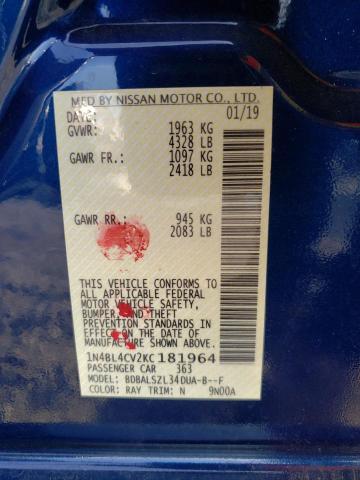 MFD BY NISSAN MOTOR CO., LTD.
DATE: 01/19
GVWR: 1963 KG
4328 LB
GAWR FR.: 1097 KG
2418 LB
GAWR RR.: 945 KG
2083 LB
THIS VEHICLE CONFORMS TO
ALL APPLICABLE FEDERAL
MOTOR VEHICLE SAFETY,
BUMPER, AND THEFT
PREVENTION STANDARDS IN
EFFECT ON THE DATE OF
MANUFACTURE SHOWN ABOVE.
1N4BL4CV2KC181964
PASSENGER CAR 363
MODEL: BDBALSZL34DUA-B--F
COLOR: RAY TRIM: N 9N00A